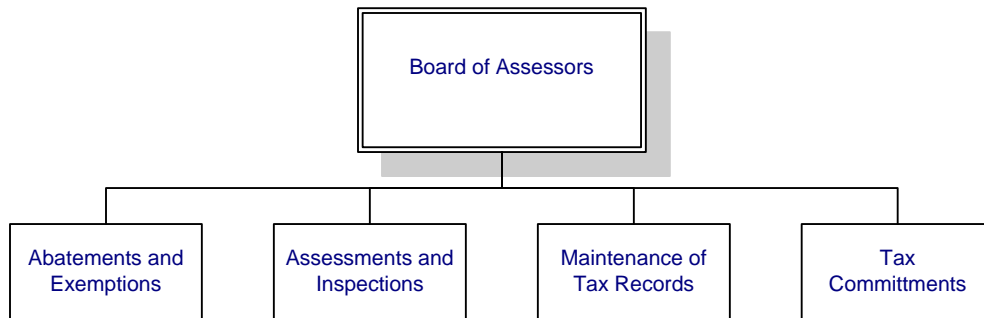 Board of Assessors
Abatements and
Exemptions
Assessments and
Inspections
Maintenance of
Tax Records
Tax
Committments